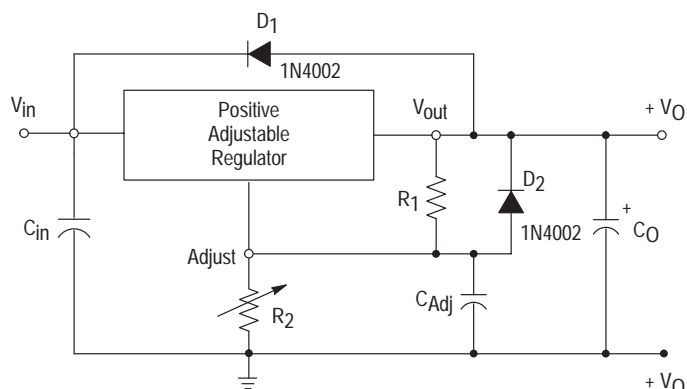 D1
1N4002
Vin
Positive
Adjustable
Regulator
Vout
+ VO
R1
D2
1N4002
Cin
+
CO
Adjust
R2
CAdj
+ VO